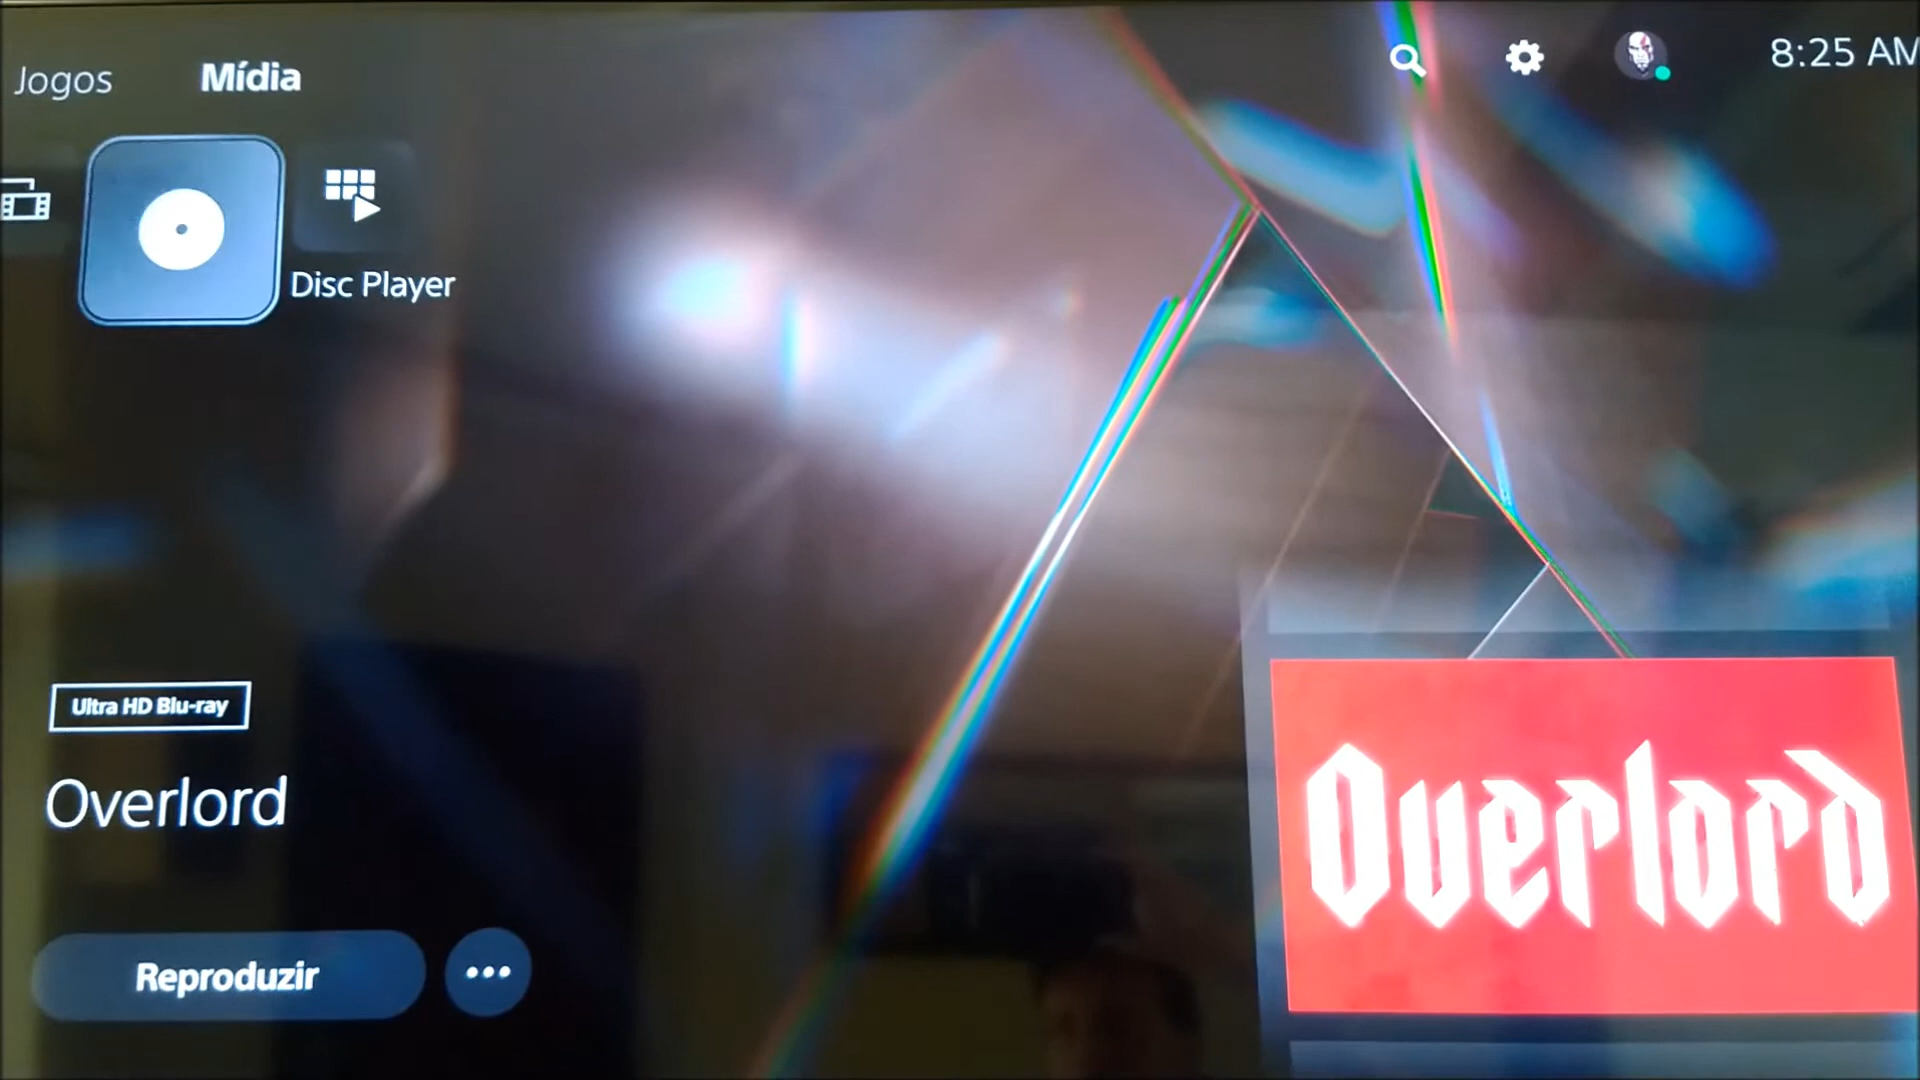 Jogos
Mídia
8:25 AM
Disc Player
Ultra HD Blu-ray
Overlord
Reproduzir
Overlord